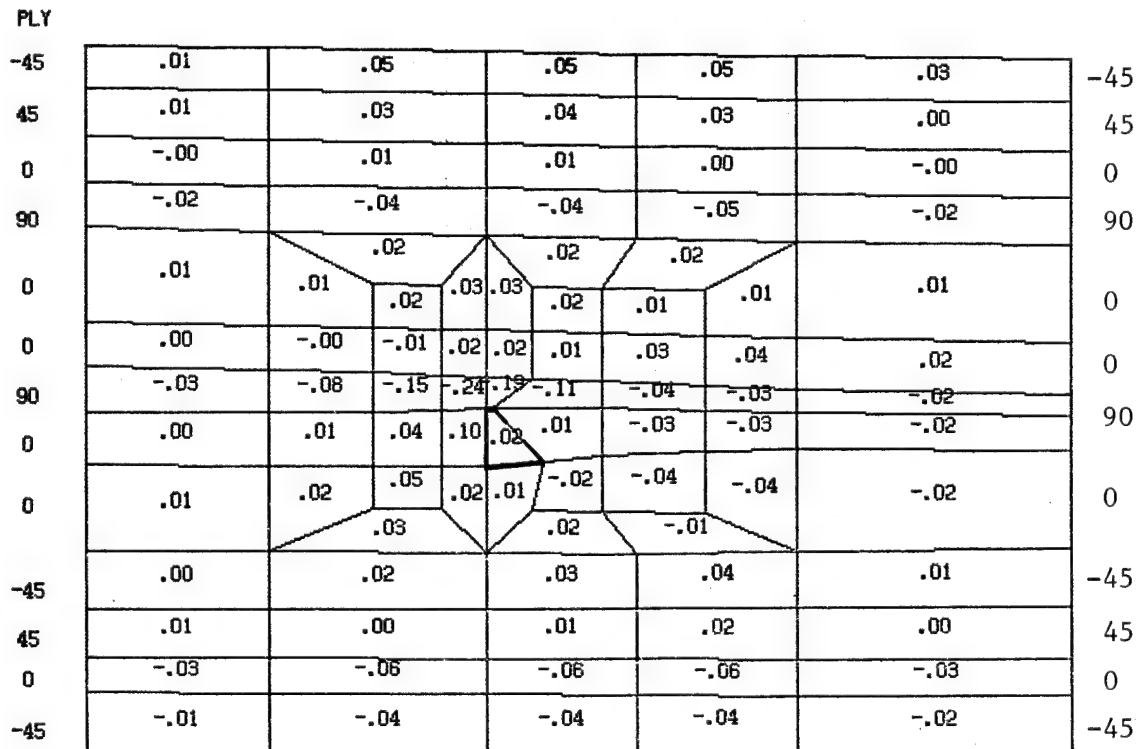 PLY
-45 .01 .05 .05 .05 .03 -45
45 .01 .03 .04 .03 .00 45
0 -.00 .01 .01 .00 -.00 0
90 -.02 -.04 -.04 -.05 -.02 90
.02 .02 .02
0 .01 .01 .02 .03 .03 .02 .01 .01 .01 0
0 .00 -.00 -.01 .02 .02 .01 .03 .04 .02 0
90 -.03 -.08 -.15 -.24 -.19 -.11 -.04 -.03 -.02 90
0 .00 .01 .04 .10 .02 .01 -.03 -.03 -.02
0 .01 .02 .05 .02 .01 -.02 -.04 -.04 -.02 0
.03 .02 -.01
-45 .00 .02 .03 .04 .01 -45
45 .01 .00 .01 .02 .00 45
0 -.03 -.06 -.06 -.06 -.03 0
-45 -.01 -.04 -.04 -.04 -.02 -45